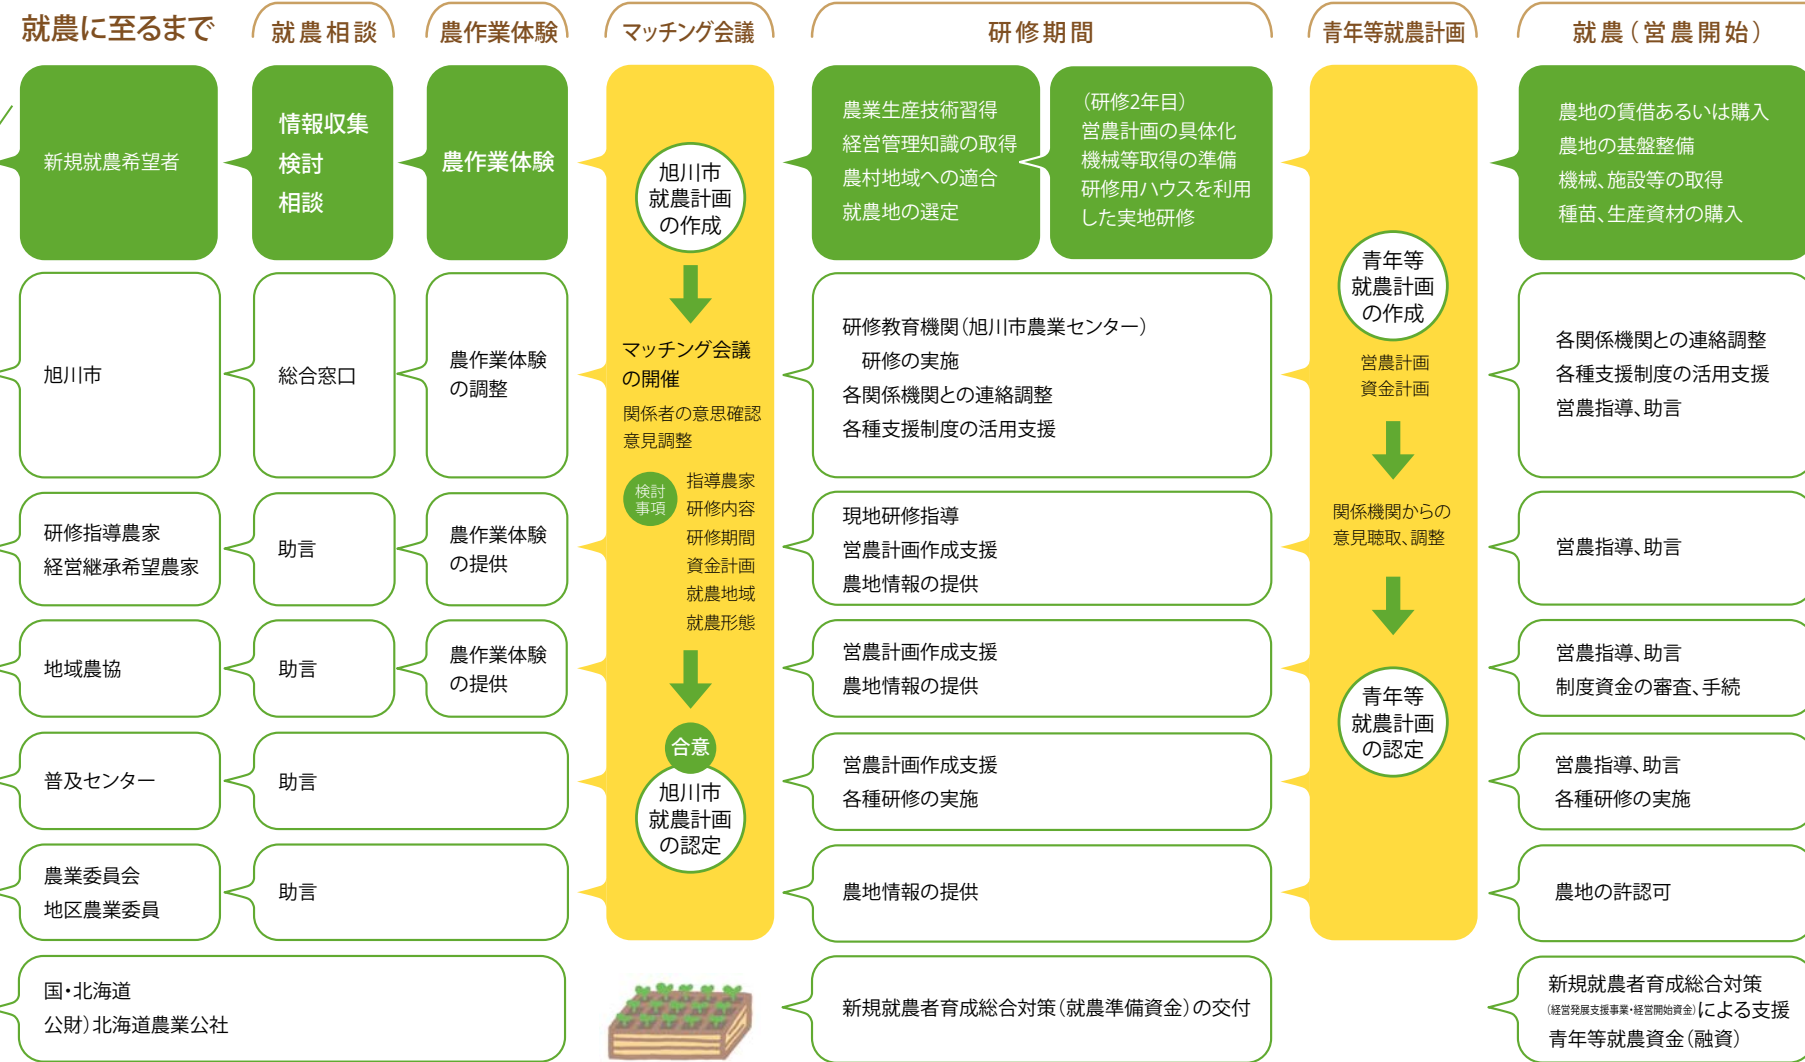 就農に至るまで
就農相談
農作業体験
マッチング会議
研修期間
青年等就農計画
就農(営農開始)
新規就農希望者
情報収集
検討
相談
農作業体験
旭川市
就農計画
の作成
農業生産技術習得
経営管理知識の取得
農村地域への適合
就農地の選定
(研修2年目)
営農計画の具体化
機械等取得の準備
研修用ハウスを利用
した実地研修
青年等
就農計画
の作成
営農計画
資金計画
農地の賃借あるいは購入
農地の基盤整備
機械、施設等の取得
種苗、生産資材の購入
旭川市
総合窓口
農作業体験
の調整
マッチング会議
の開催
関係者の意思確認
意見調整
検討
事項
指導農家
研修内容
研修期間
資金計画
就農地域
就農形態
研修教育機関(旭川市農業センター)
研修の実施
各関係機関との連絡調整
各種支援制度の活用支援
各関係機関との連絡調整
各種支援制度の活用支援
営農指導、助言
研修指導農家
経営継承希望農家
助言
農作業体験
の提供
現地研修指導
営農計画作成支援
農地情報の提供
関係機関からの
意見聴取、調整
営農指導、助言
地域農協
助言
農作業体験
の提供
営農計画作成支援
農地情報の提供
青年等
就農計画
の認定
営農指導、助言
制度資金の審査、手続
普及センター
助言
合意
旭川市
就農計画
の認定
営農計画作成支援
各種研修の実施
営農指導、助言
各種研修の実施
農業委員会
地区農業委員
助言
農地情報の提供
農地の許認可
国・北海道
公財)北海道農業公社
新規就農者育成総合対策(就農準備資金)の交付
新規就農者育成総合対策
(経営発展支援事業・経営開始資金)による支援
青年等就農資金(融資)